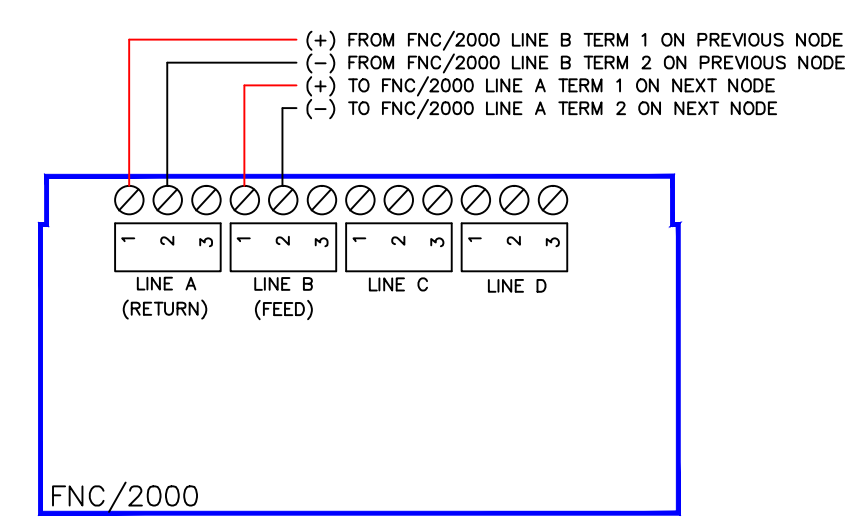 (+) FROM FNC/2000 LINE B TERM 1 ON PREVIOUS NODE
(−) FROM FNC/2000 LINE B TERM 2 ON PREVIOUS NODE
(+) TO FNC/2000 LINE A TERM 1 ON NEXT NODE
(−) TO FNC/2000 LINE A TERM 2 ON NEXT NODE
1 2 3 1 2 3 1 2 3 1 2 3
LINE A LINE B LINE C LINE D
(RETURN) (FEED)
FNC/2000